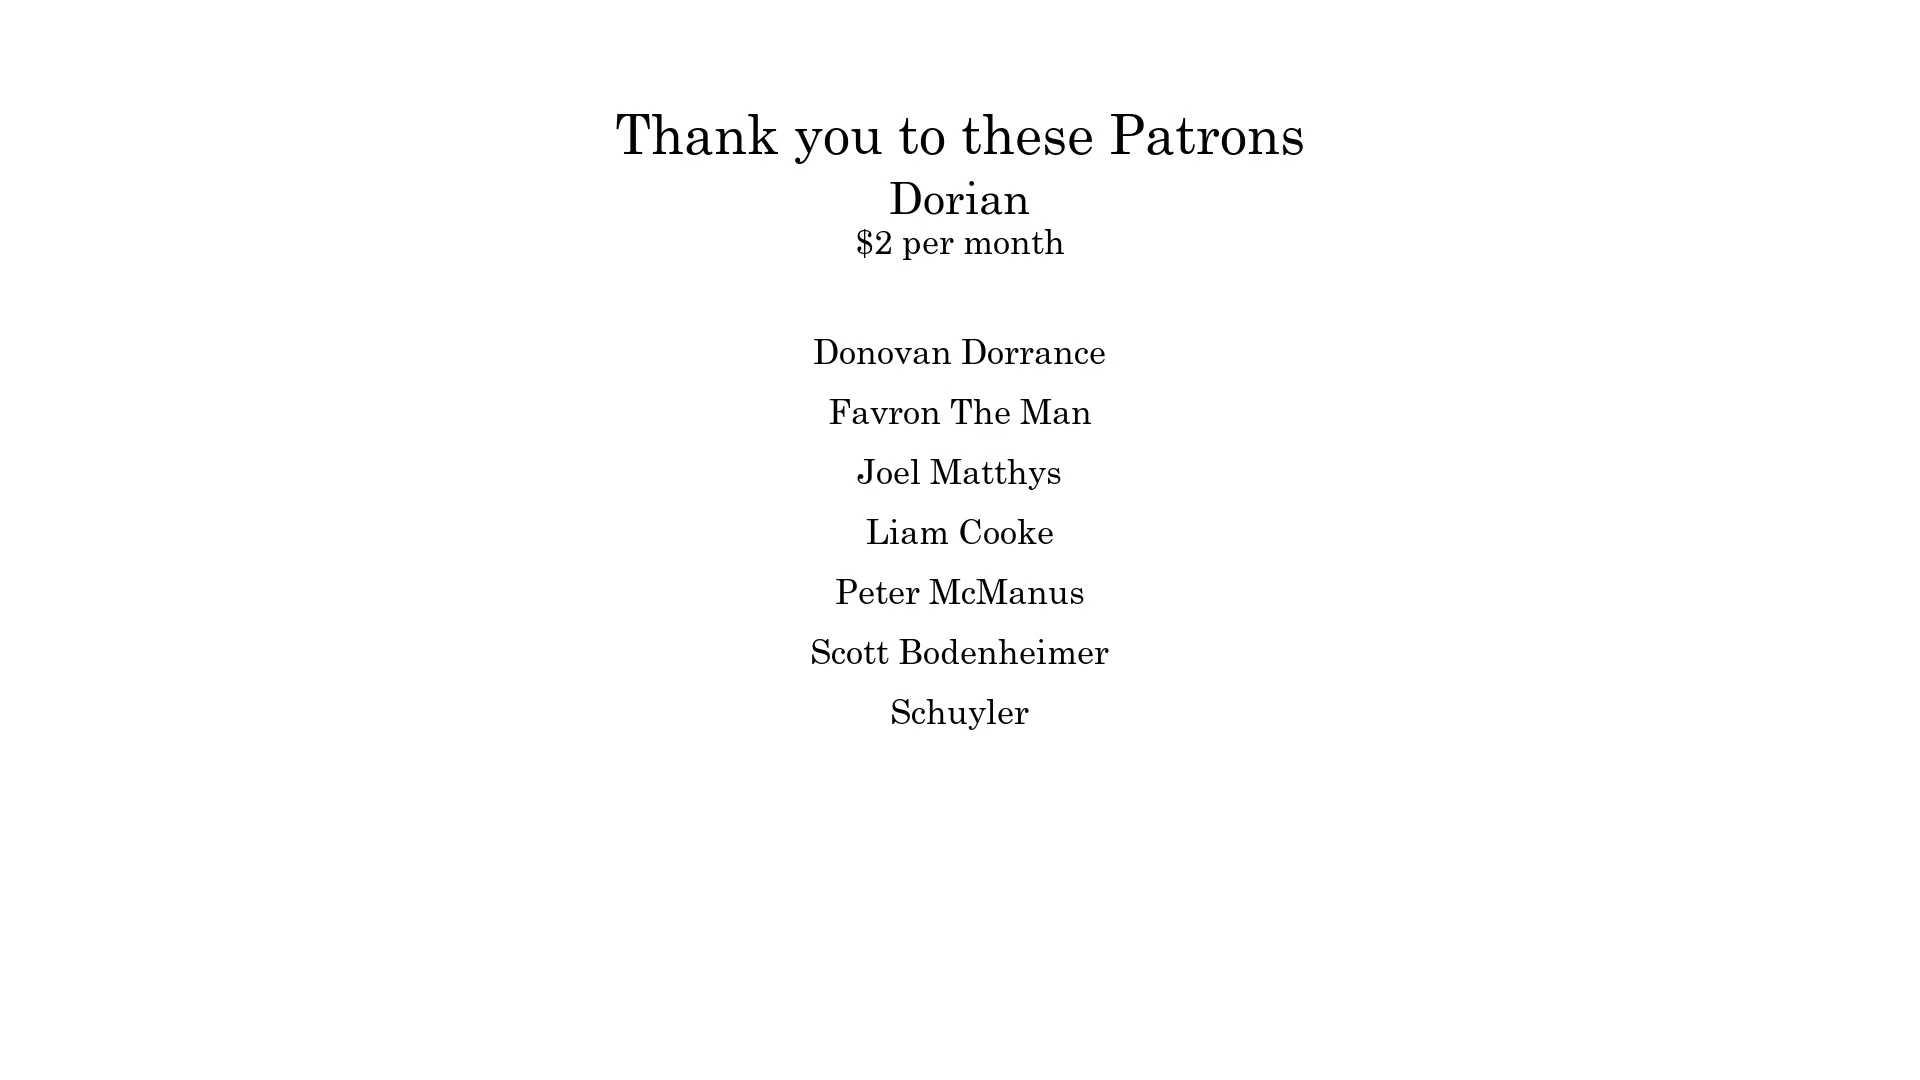 Thank you to these Patrons
Dorian
$2 per month
Donovan Dorrance
Favron The Man
Joel Matthys
Liam Cooke
Peter McManus
Scott Bodenheimer
Schuyler